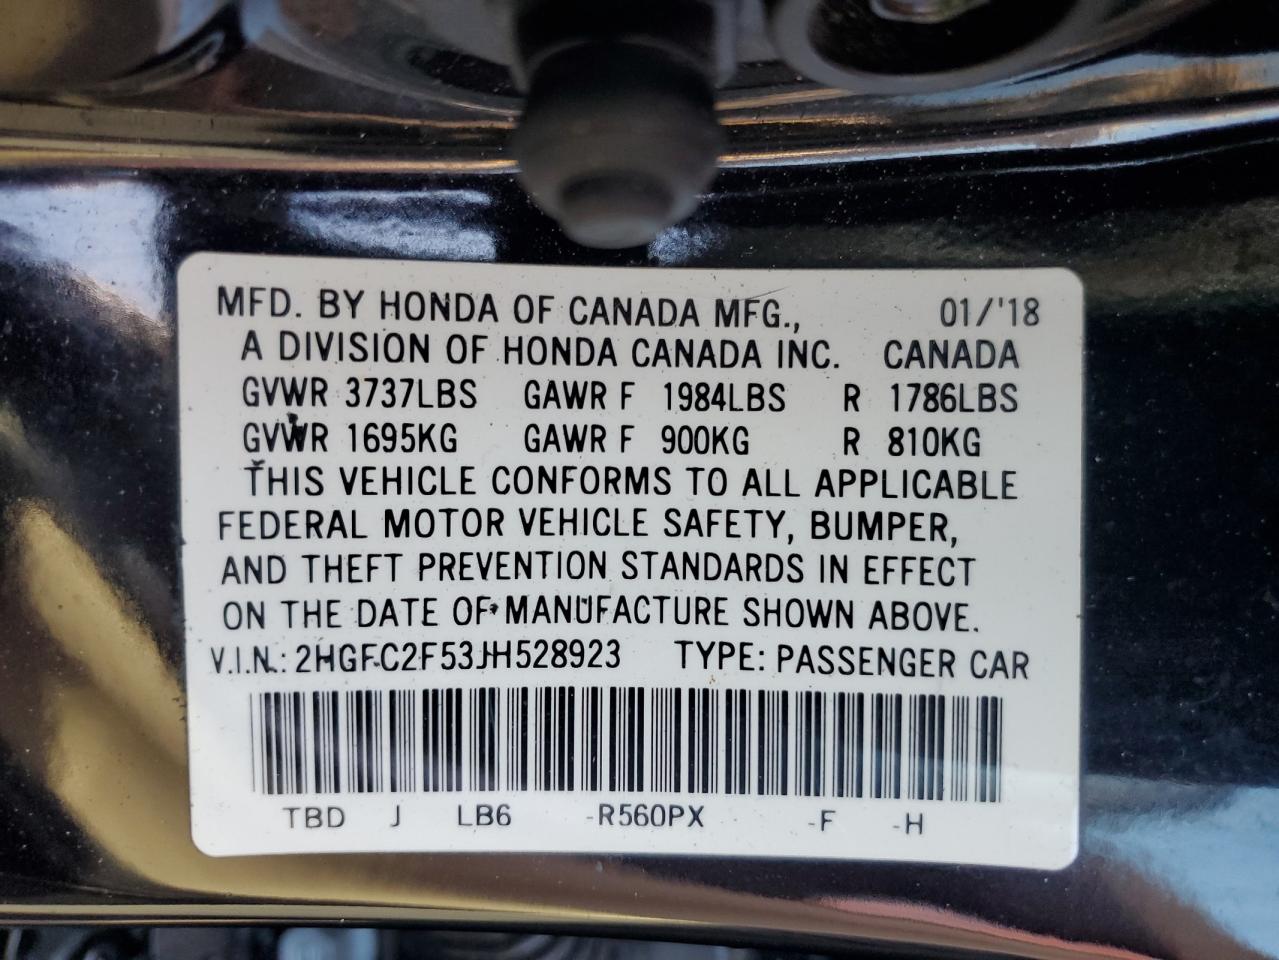 MFD. BY HONDA OF CANADA MFG., 01/'18
A DIVISION OF HONDA CANADA INC. CANADA
GVWR 3737LBS GAWR F 1984LBS R 1786LBS
GVWR 1695KG GAWR F 900KG R 810KG
THIS VEHICLE CONFORMS TO ALL APPLICABLE
FEDERAL MOTOR VEHICLE SAFETY, BUMPER,
AND THEFT PREVENTION STANDARDS IN EFFECT
ON THE DATE OF MANUFACTURE SHOWN ABOVE.
V.I.N.: 2HGFC2F53JH528923 TYPE: PASSENGER CAR
TBD J LB6 -R560PX -F -H